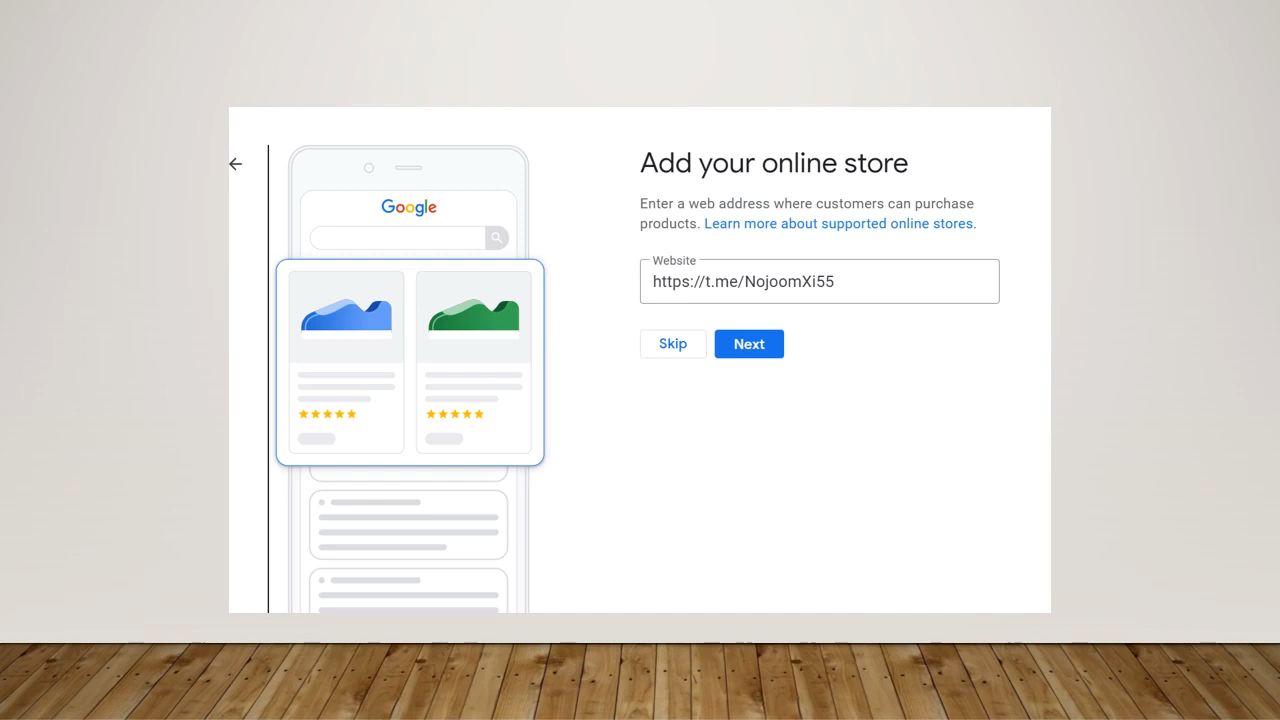 Google
Add your online store
Enter a web address where customers can purchase
products. Learn more about supported online stores.
Website
https://t.me/NojoomXi55
Skip
Next